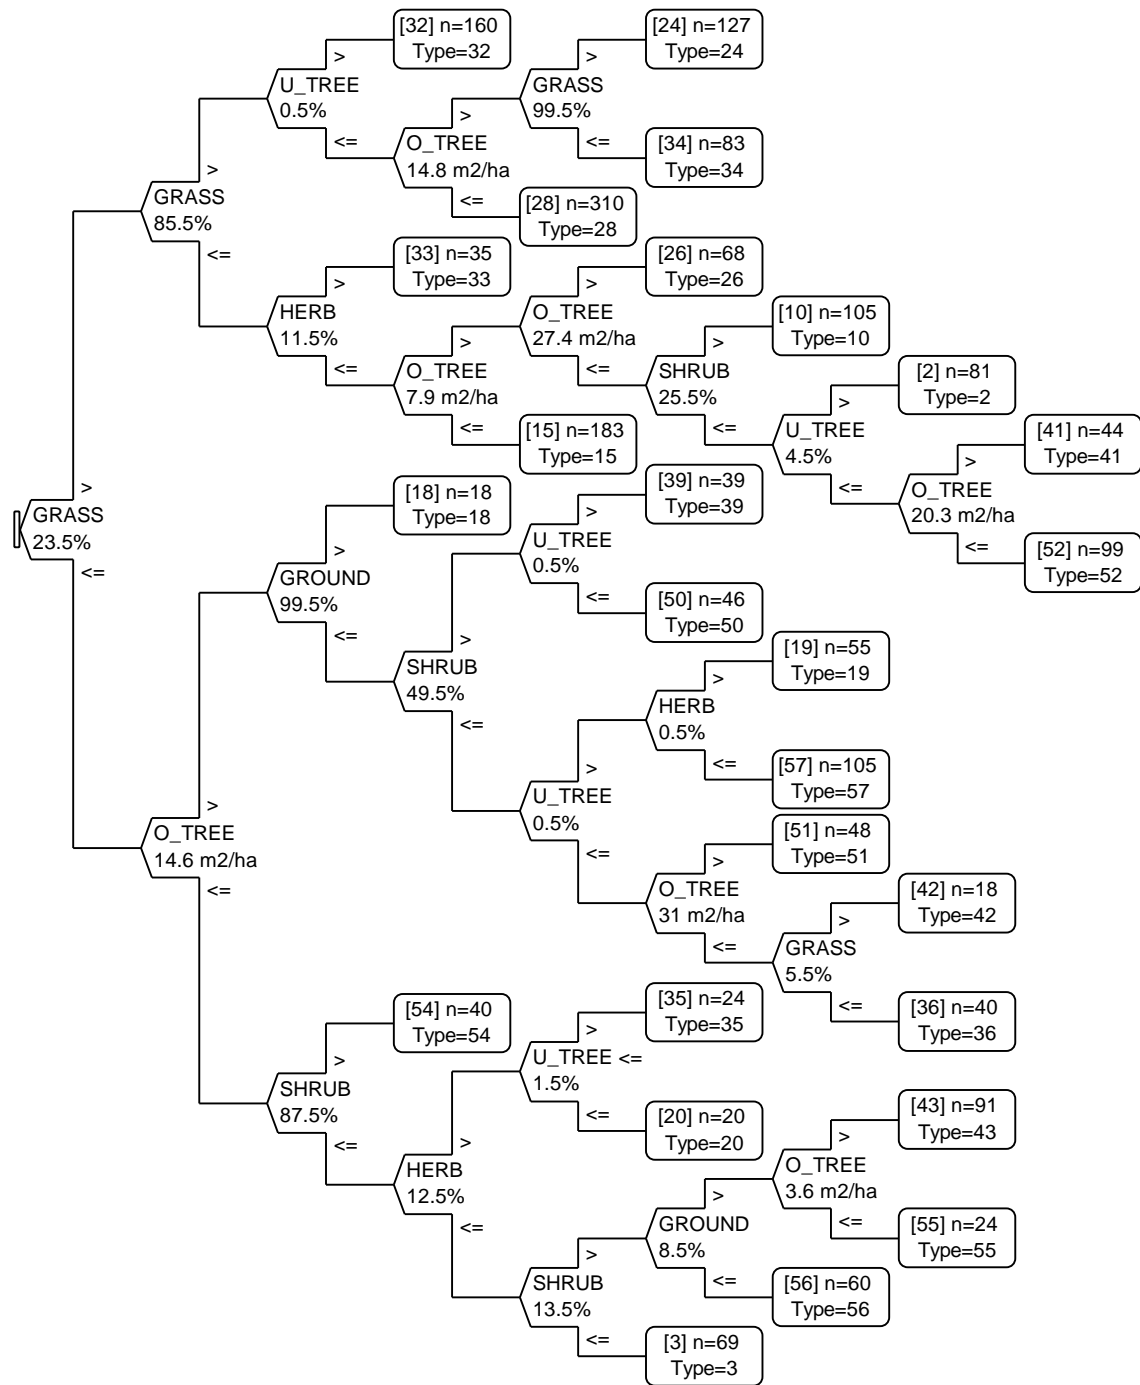 [32] n=160
Type=32
>
U_TREE
0.5%
<=
[24] n=127
Type=24
>
GRASS
99.5%
<=
[34] n=83
Type=34
>
O_TREE
14.8 m2/ha
<=
[28] n=310
Type=28
>
GRASS
85.5%
<=
[33] n=35
Type=33
>
HERB
11.5%
<=
[26] n=68
Type=26
>
O_TREE
27.4 m2/ha
<=
>
O_TREE
7.9 m2/ha
<=
[15] n=183
Type=15
[10] n=105
Type=10
>
SHRUB
25.5%
<=
[2] n=81
Type=2
>
U_TREE
4.5%
<=
[41] n=44
Type=41
>
O_TREE
20.3 m2/ha
<=
[52] n=99
Type=52
>
GRASS
23.5%
<=
[18] n=18
Type=18
>
GROUND
99.5%
<=
[39] n=39
Type=39
>
U_TREE
0.5%
<=
[50] n=46
Type=50
>
SHRUB
49.5%
<=
[19] n=55
Type=19
>
HERB
0.5%
<=
[57] n=105
Type=57
>
U_TREE
0.5%
<=
[51] n=48
Type=51
>
O_TREE
31 m2/ha
<=
[42] n=18
Type=42
>
GRASS
5.5%
<=
[36] n=40
Type=36
>
O_TREE
14.6 m2/ha
<=
[54] n=40
Type=54
>
SHRUB
87.5%
<=
[35] n=24
Type=35
>
U_TREE <=
1.5%
<=
[20] n=20
Type=20
>
HERB
12.5%
<=
[43] n=91
Type=43
>
O_TREE
3.6 m2/ha
<=
[55] n=24
Type=55
>
GROUND
8.5%
<=
[56] n=60
Type=56
>
SHRUB
13.5%
<=
[3] n=69
Type=3